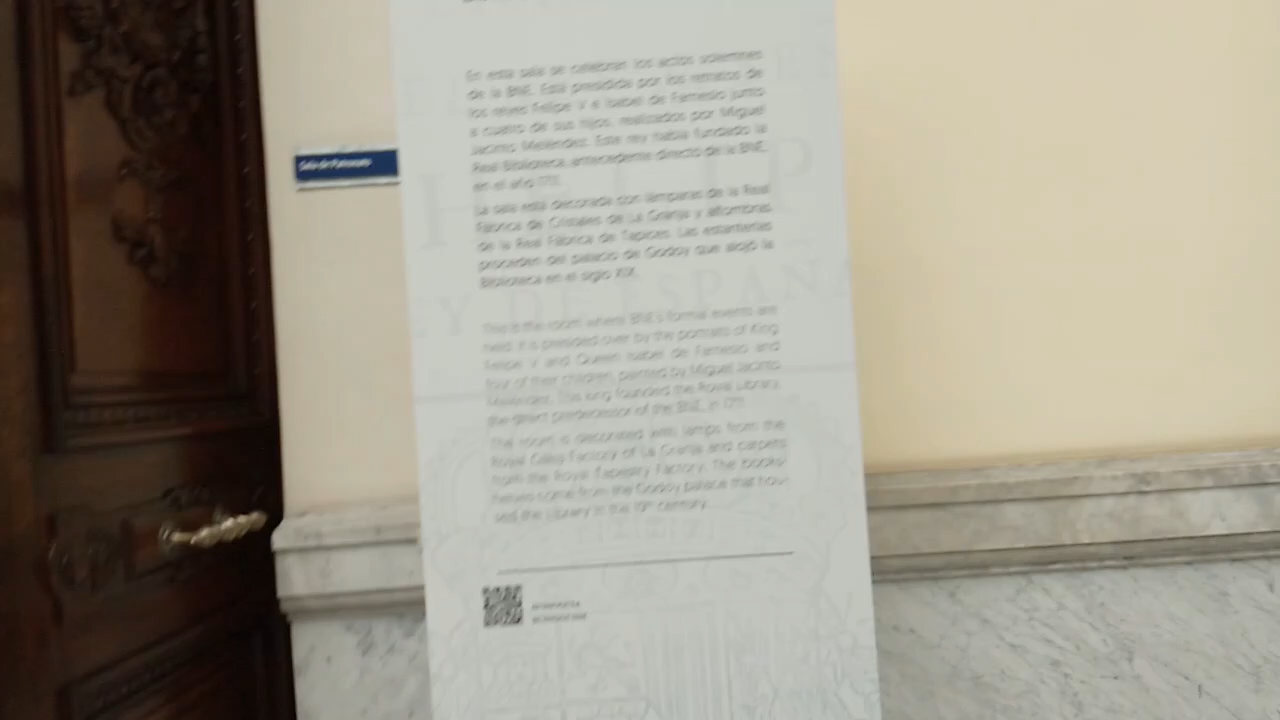 Sala de Patronato
En esta sala se celebran los actos solemnes
de la BNE. Está presidida por los retratos de
los reyes Felipe V e Isabel de Farnesio junto
a cuatro de sus hijos, realizados por Miguel
Jacinto Meléndez. Este rey había fundado la
Real Biblioteca, antecedente directo de la BNE,
en el año 1711.
La sala está decorada con lámparas de la Real
Fábrica de Cristales de La Granja y alfombras
de la Real Fábrica de Tapices. Las estanterías
proceden del palacio de Godoy que alojó la
Biblioteca en el siglo XIX.
This is the room where BNE's formal events are
held. It is presided over by the portraits of King
Felipe V and Queen Isabel de Farnesio and
four of their children, painted by Miguel Jacinto
Meléndez. This king founded the Royal Library,
the direct predecessor of the BNE, in 1711.
The room is decorated with lamps from the
Royal Glass Factory of La Granja and carpets
from the Royal Tapestry Factory. The books-
helves come from the Godoy palace that hou-
sed the Library in the 19th century.
EY DE ESPAÑA